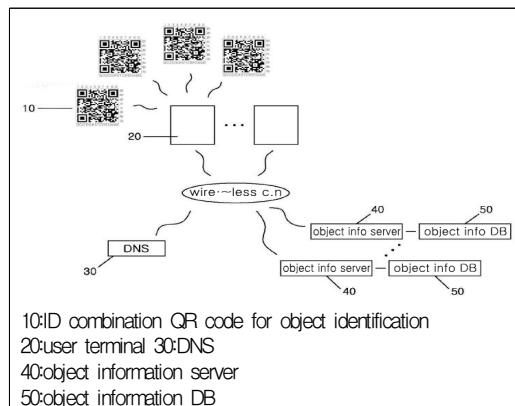 10
20
wire·~less c.n
DNS
30
40
50
object info server
object info DB
object info server
object info DB
40
50
10:ID combination QR code for object identification
20:user terminal 30:DNS
40:object information server
50:object information DB